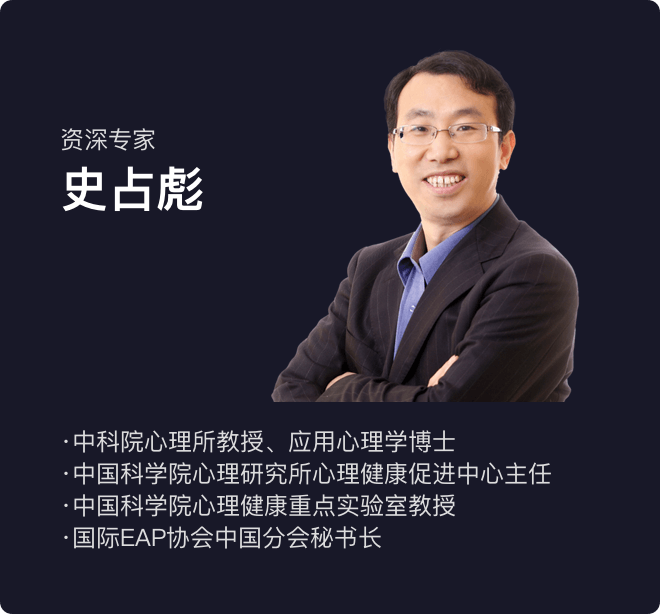 资深专家
史占彪
·中科院心理所教授、应用心理学博士
·中国科学院心理研究所心理健康促进中心主任
·中国科学院心理健康重点实验室教授
·国际EAP协会中国分会秘书长